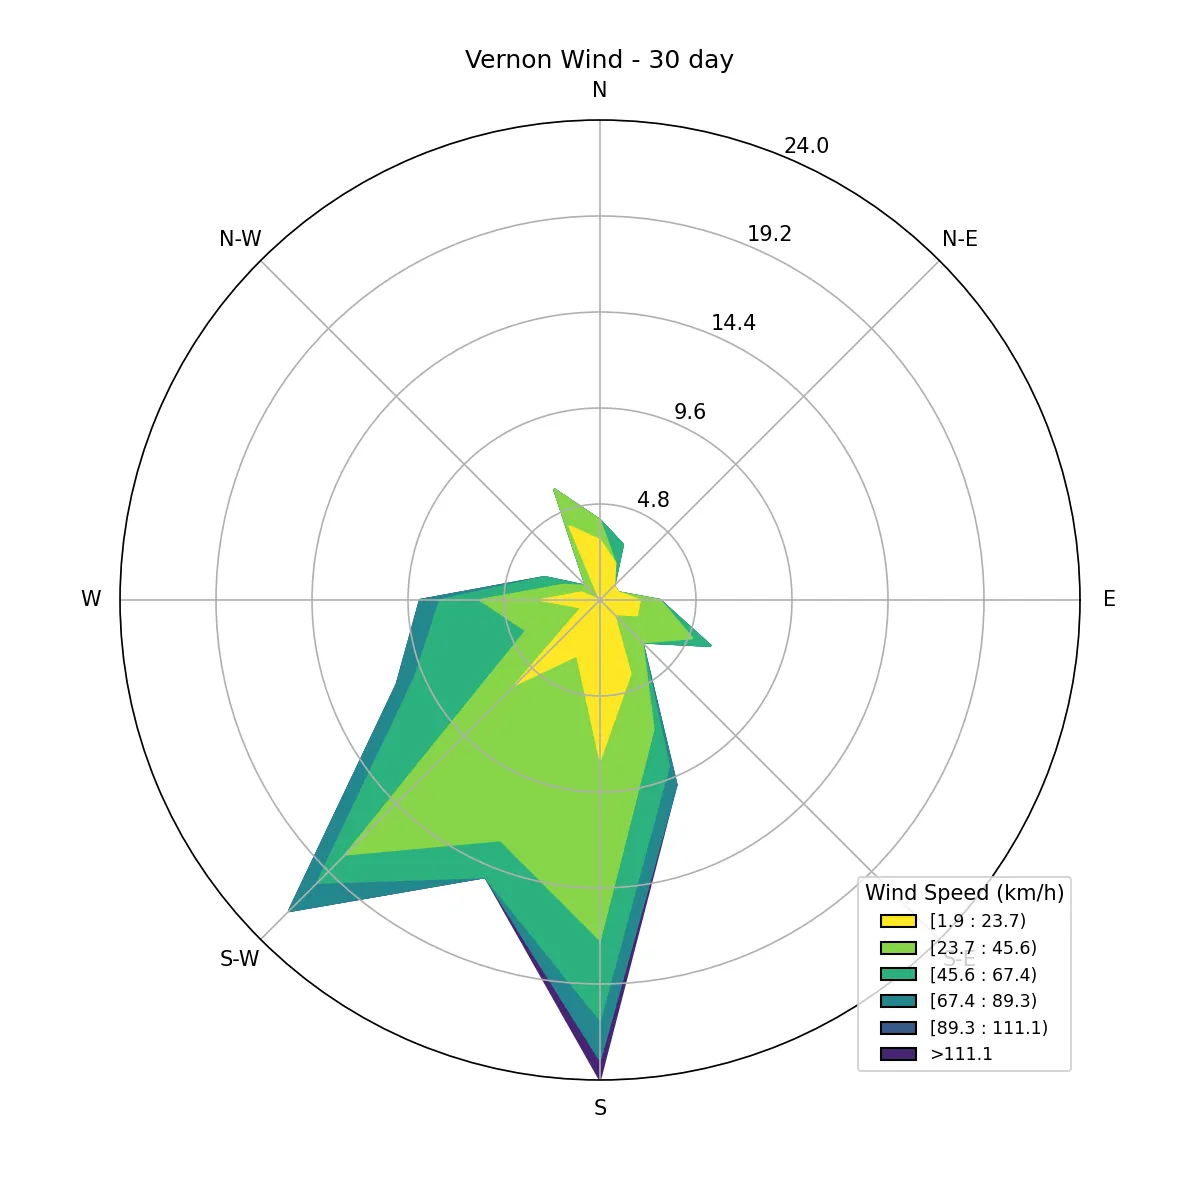 Vernon Wind - 30 day
N
24.0
19.2
N-W
N-E
14.4
9.6
4.8
W
E
Wind Speed (km/h)
[1.9 : 23.7)
[23.7 : 45.6)
S-W
S-E
[45.6 : 67.4)
[67.4 : 89.3)
[89.3 : 111.1)
>111.1
S